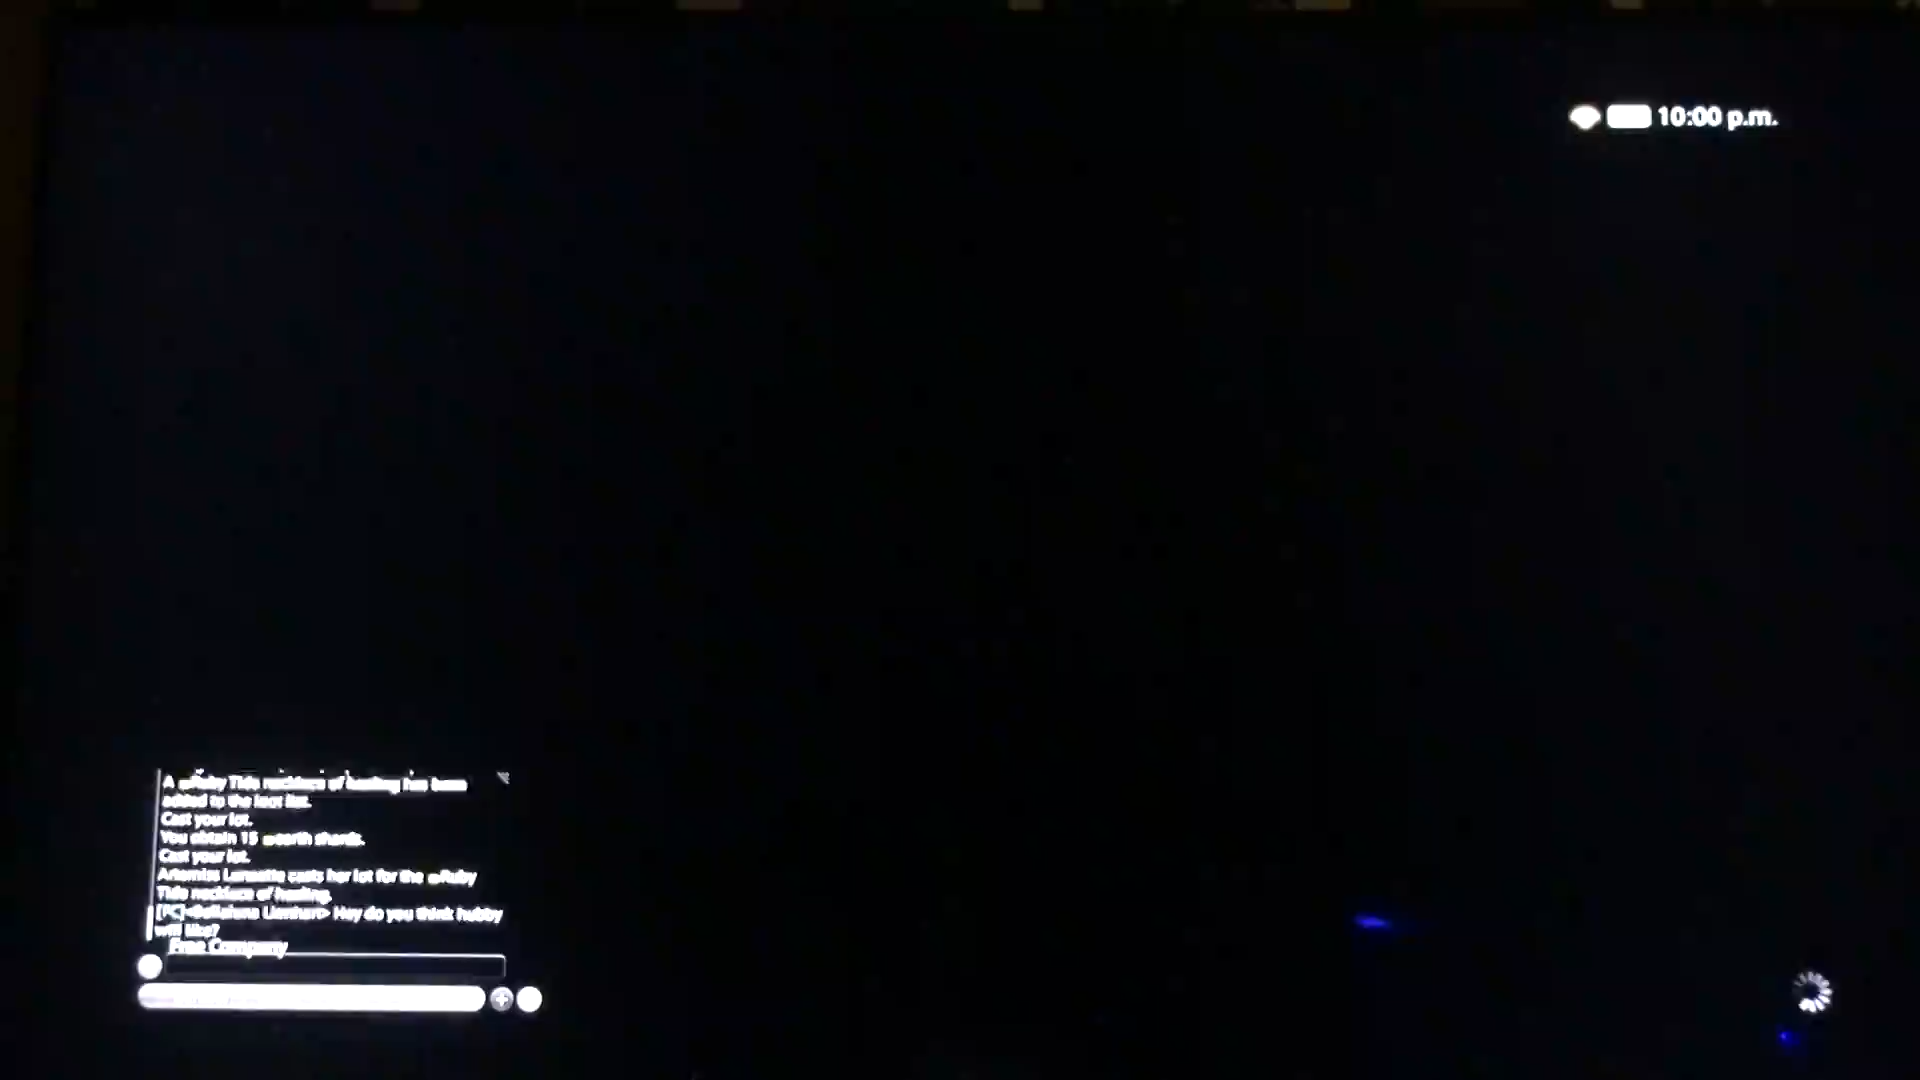 10:00 p.m.
A Ruby Tide necklace of healing has been
added to the loot list.
Cast your lot.
You obtain 15 earth shards.
Cast your lot.
casts her lot for the Ruby
Tide necklace of healing.
[FC] Hey do you think hubby
will like?
Free Company